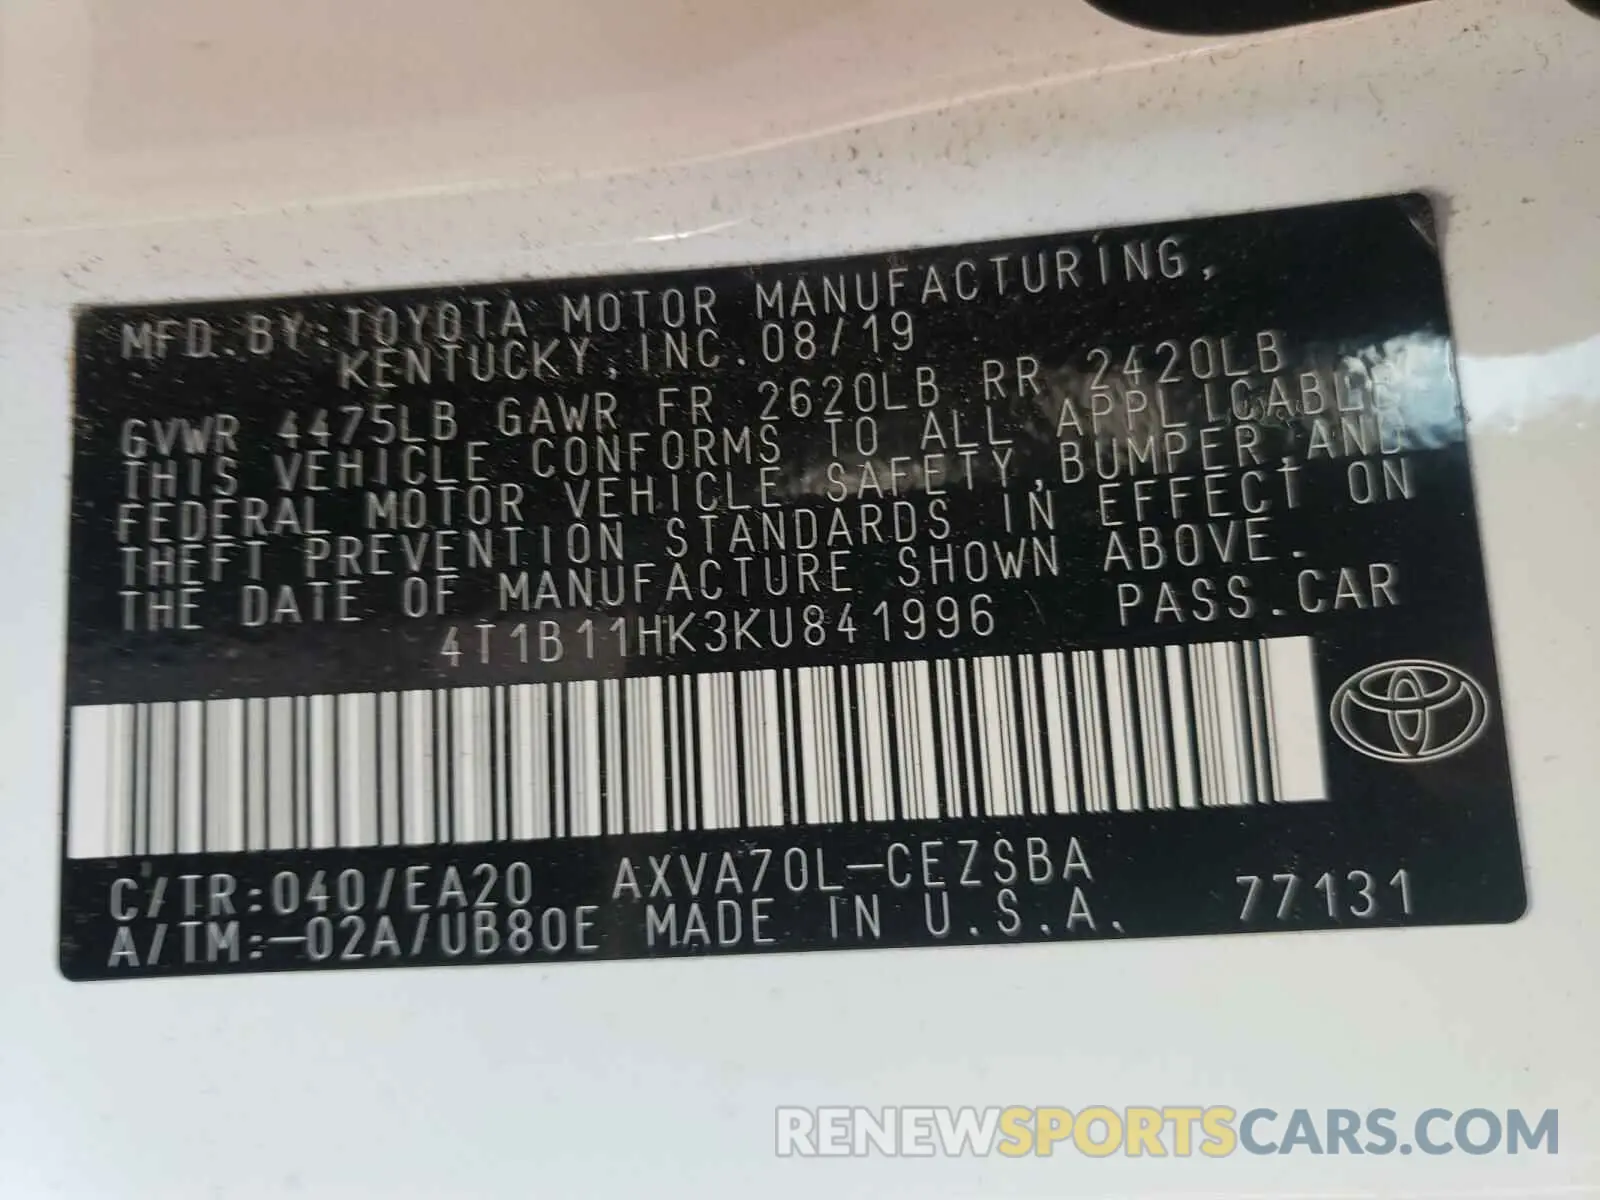 MFD. BY: TOYOTA MOTOR MANUFACTURING,
KENTUCKY, INC. 08/19
GVWR 4475LB GAWR FR 2620LB RR 2420LB
THIS VEHICLE CONFORMS TO ALL APPLICABLE
FEDERAL MOTOR VEHICLE SAFETY, BUMPER, AND
THEFT PREVENTION STANDARDS IN EFFECT ON
THE DATE OF MANUFACTURE SHOWN ABOVE.
4T1B11HK3KU841996 PASS. CAR
C/TR:040/EA20 AXVA70L-CEZSBA
A/TM:-02A/UB80E MADE IN U.S.A. 77131
RENEWSPORTSCARS.COM